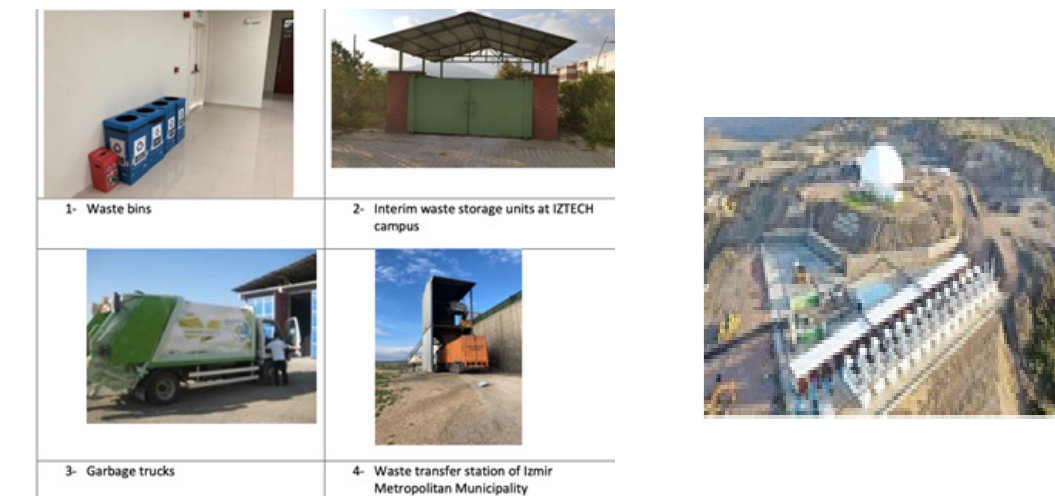 1- Waste bins
2- Interim waste storage units at IZTECH
campus
3- Garbage trucks
4- Waste transfer station of Izmir
Metropolitan Municipality